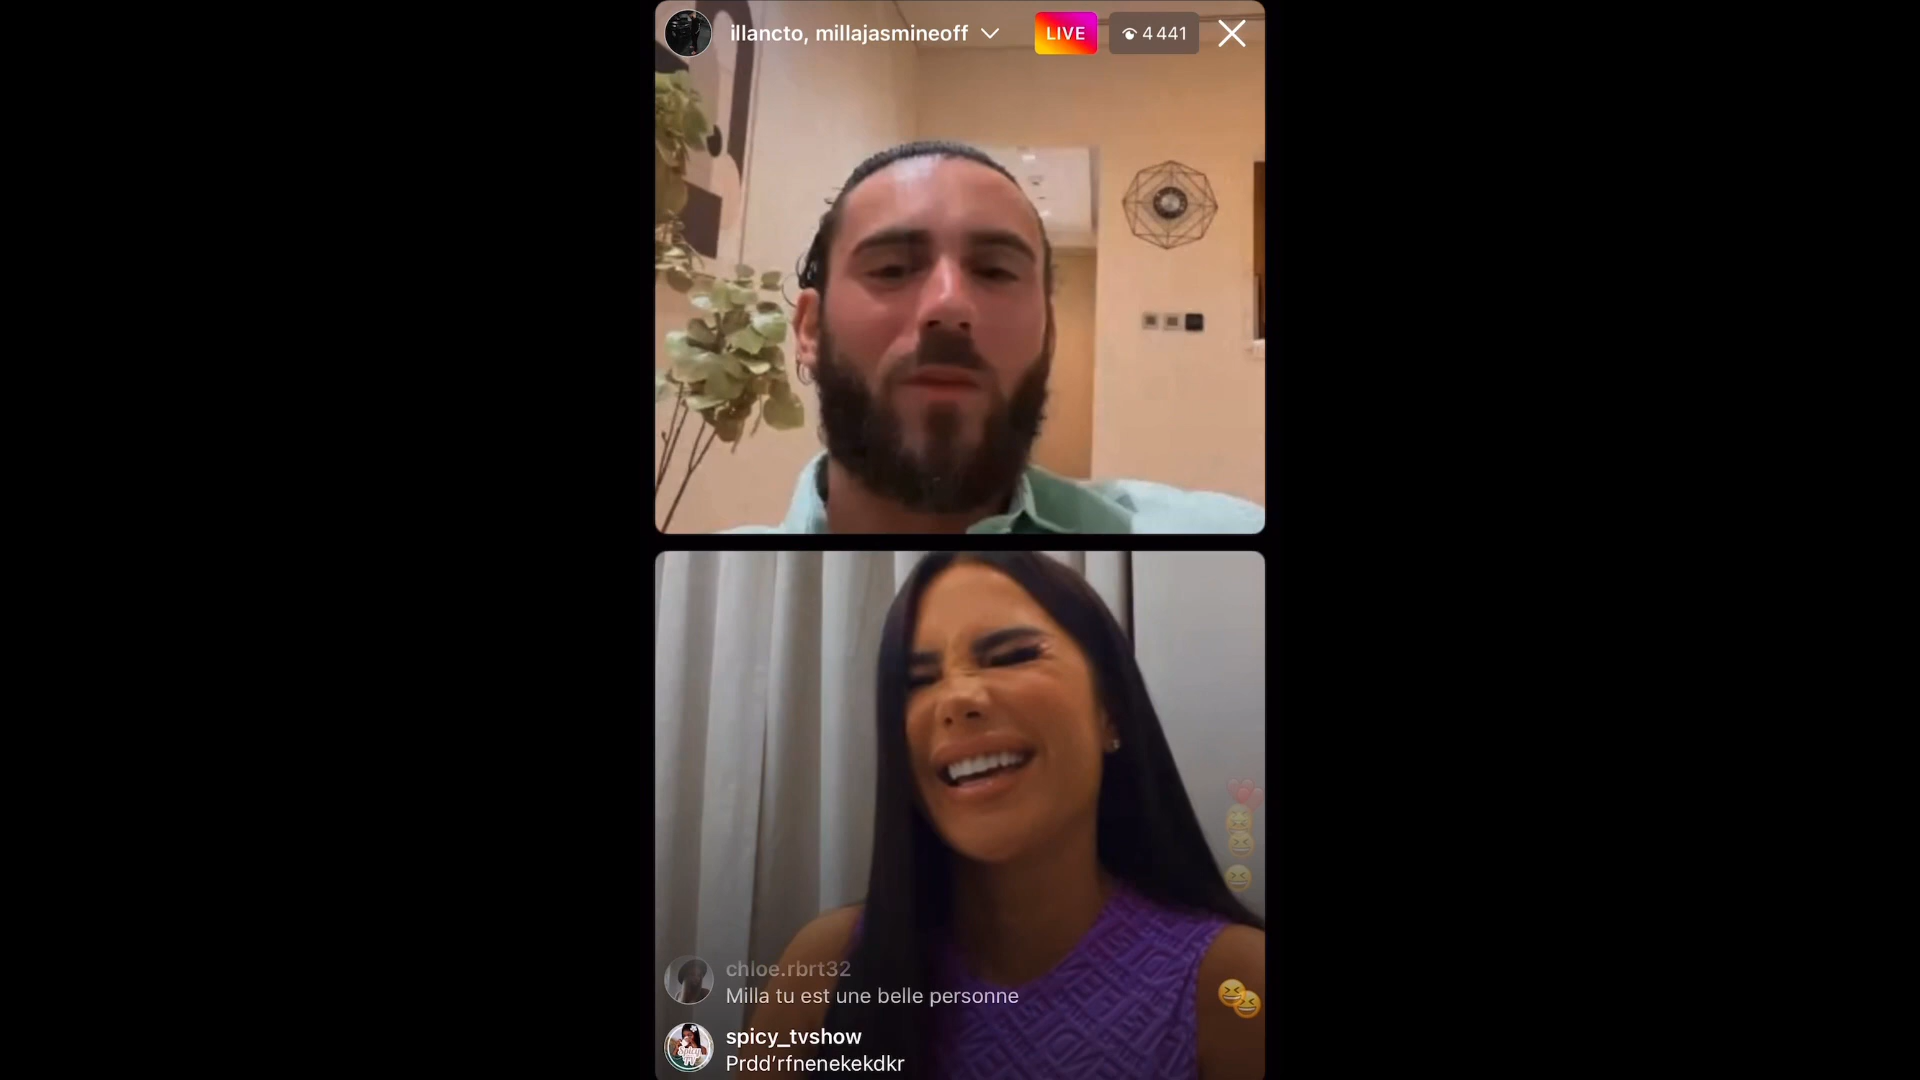 illancto, millajasmineoff
LIVE
4 441
chloe.rbrt32
Milla tu est une belle personne
spicy_tvshow
Prdd’rfnenekekdkr